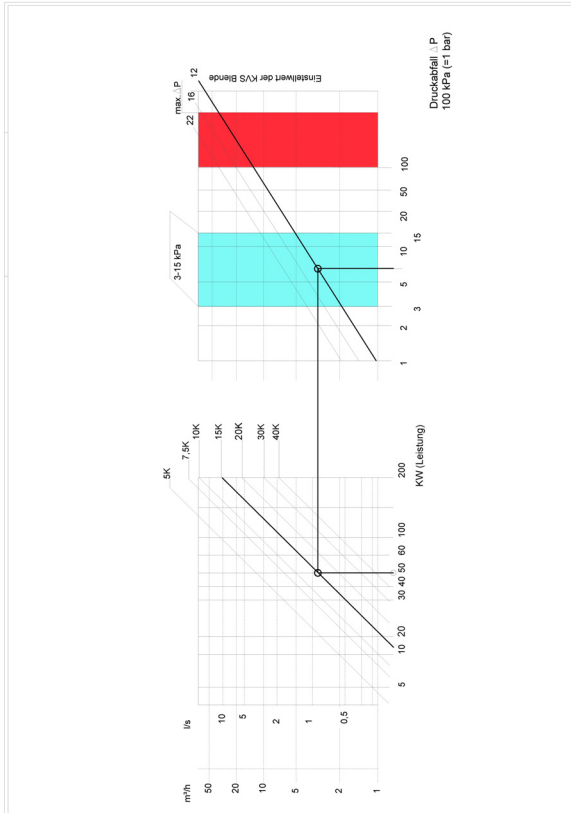 Einstellwert der KVS Blende
max. ΔP
22
16
12
3-15 kPa
1
2
3
5
10
15
20
50
100
Druckabfall Δ P
100 kPa (=1 bar)
5K
7,5K
10K
15K
20K
30K
40K
5
10
20
30
40
50
60
100
200
KW (Leistung)
l/s
10
5
2
1
0,5
m³/h
50
20
10
5
2
1